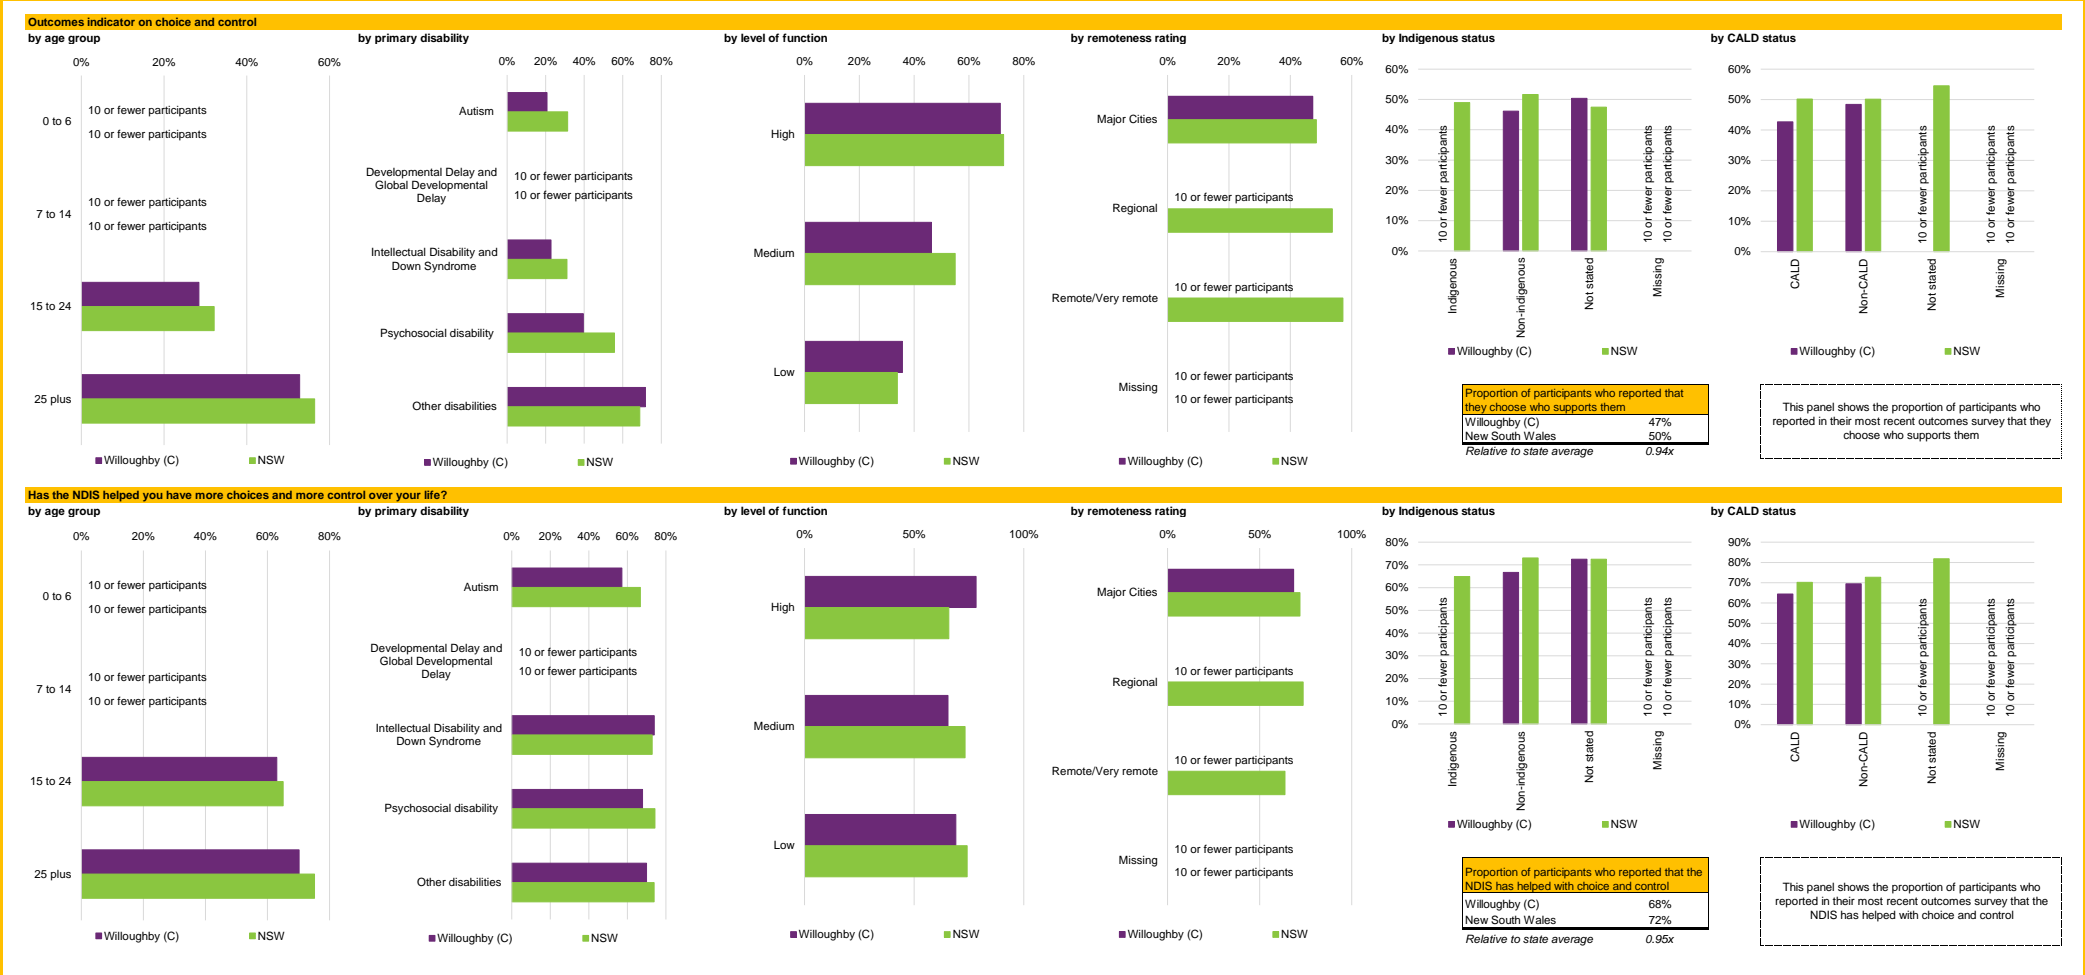 Outcomes indicator on choice and control
by age group
0% 20% 40% 60%
0 to 6
10 or fewer participants
10 or fewer participants
7 to 14
10 or fewer participants
10 or fewer participants
15 to 24
25 plus
Willoughby (C) NSW
by primary disability
0% 20% 40% 60% 80%
Autism
Developmental Delay and
Global Developmental
Delay
10 or fewer participants
10 or fewer participants
Intellectual Disability and
Down Syndrome
Psychosocial disability
Other disabilities
Willoughby (C) NSW
by level of function
0% 20% 40% 60% 80%
High
Medium
Low
Willoughby (C) NSW
by remoteness rating
0% 20% 40% 60%
Major Cities
Regional
10 or fewer participants
Remote/Very remote
10 or fewer participants
Missing
10 or fewer participants
10 or fewer participants
Willoughby (C) NSW
by Indigenous status
60%
50%
40%
30%
20%
10%
0%
10 or fewer participants
10 or fewer participants
10 or fewer participants
Indigenous
Non-indigenous
Not stated
Missing
Willoughby (C) NSW
Proportion of participants who reported that
they choose who supports them
Willoughby (C) 47%
New South Wales 50%
Relative to state average 0.94x
by CALD status
60%
50%
40%
30%
20%
10%
0%
10 or fewer participants
10 or fewer participants
10 or fewer participants
CALD
Non-CALD
Not stated
Missing
Willoughby (C) NSW
This panel shows the proportion of participants who
reported in their most recent outcomes survey that they
choose who supports them
Has the NDIS helped you have more choices and more control over your life?
by age group
0% 20% 40% 60% 80%
0 to 6
10 or fewer participants
10 or fewer participants
7 to 14
10 or fewer participants
10 or fewer participants
15 to 24
25 plus
Willoughby (C) NSW
by primary disability
0% 20% 40% 60% 80%
Autism
Developmental Delay and
Global Developmental
Delay
10 or fewer participants
10 or fewer participants
Intellectual Disability and
Down Syndrome
Psychosocial disability
Other disabilities
Willoughby (C) NSW
by level of function
0% 50% 100%
High
Medium
Low
Willoughby (C) NSW
by remoteness rating
0% 50% 100%
Major Cities
Regional
10 or fewer participants
Remote/Very remote
10 or fewer participants
Missing
10 or fewer participants
10 or fewer participants
Willoughby (C) NSW
by Indigenous status
80%
70%
60%
50%
40%
30%
20%
10%
0%
10 or fewer participants
10 or fewer participants
10 or fewer participants
Indigenous
Non-indigenous
Not stated
Missing
Willoughby (C) NSW
Proportion of participants who reported that the
NDIS has helped with choice and control
Willoughby (C) 68%
New South Wales 72%
Relative to state average 0.95x
by CALD status
90%
80%
70%
60%
50%
40%
30%
20%
10%
0%
10 or fewer participants
10 or fewer participants
10 or fewer participants
CALD
Non-CALD
Not stated
Missing
Willoughby (C) NSW
This panel shows the proportion of participants who
reported in their most recent outcomes survey that the
NDIS has helped with choice and control